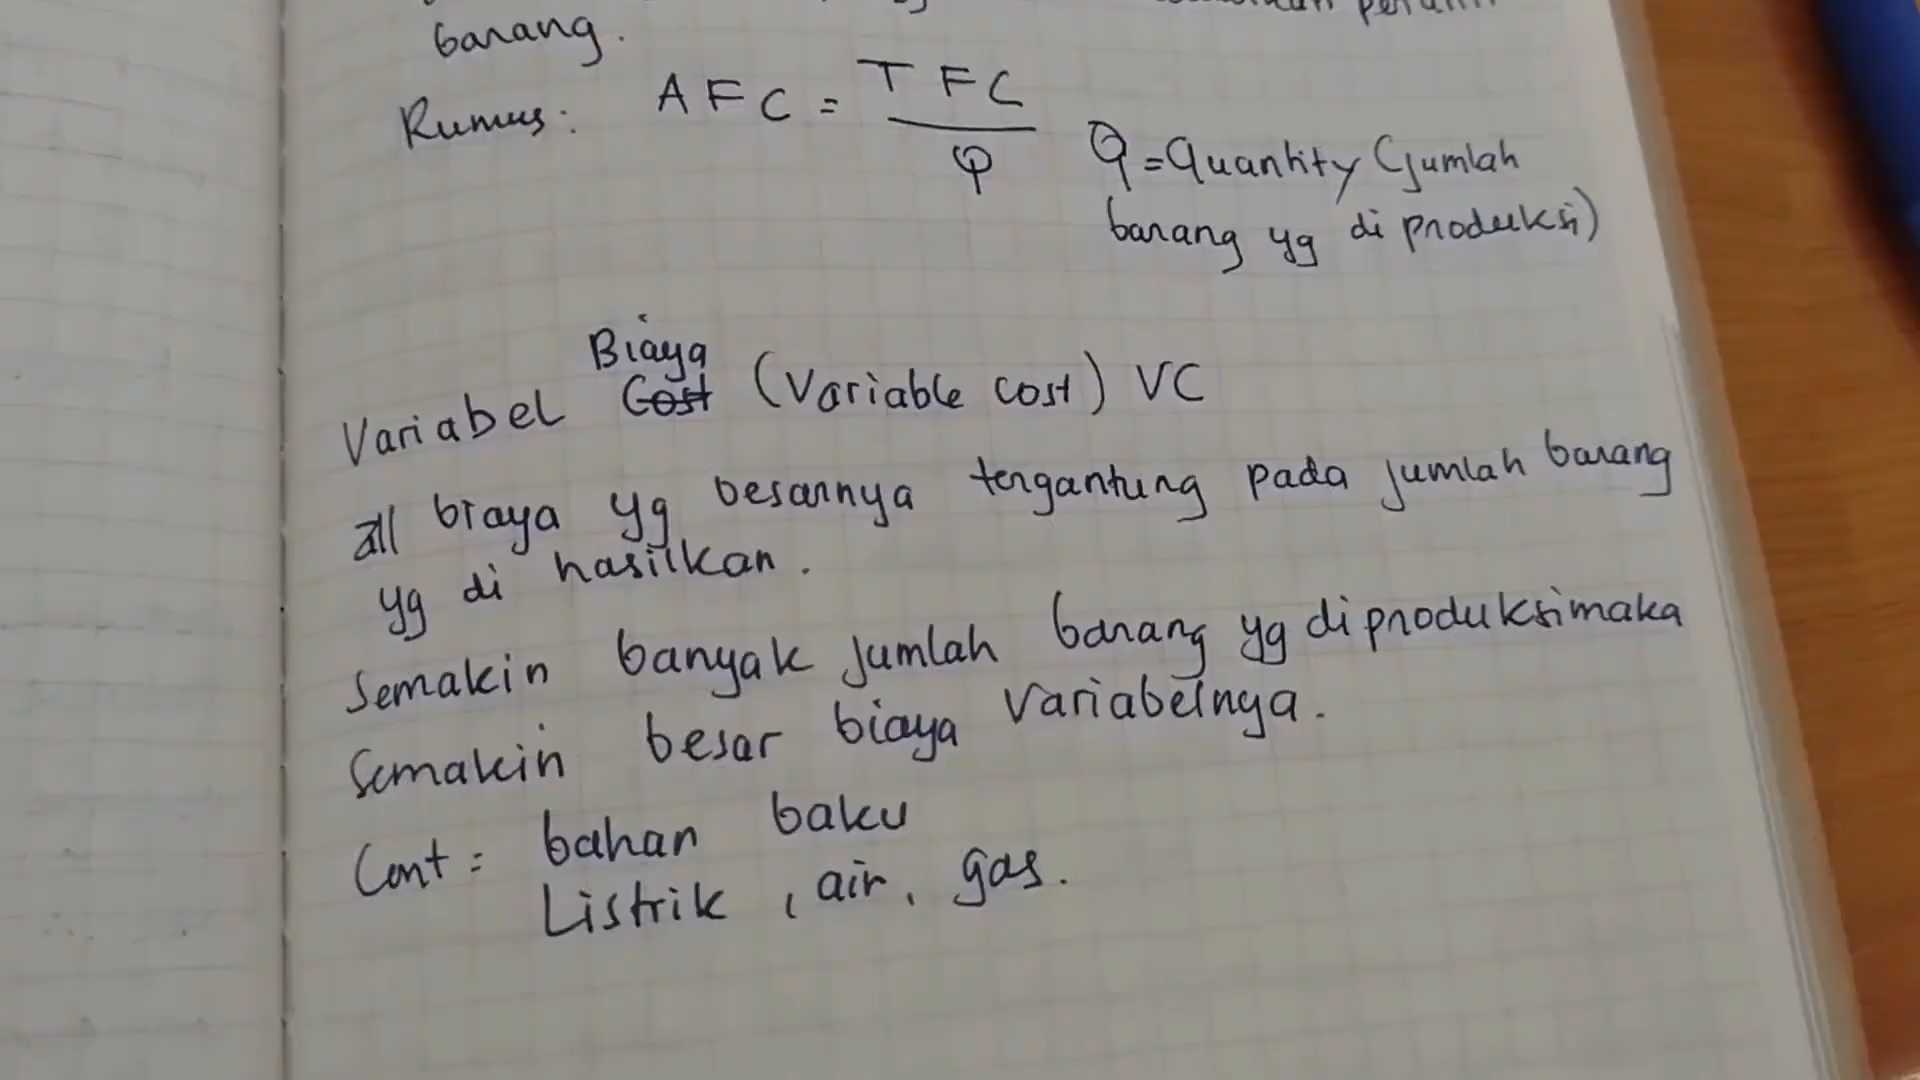 barang.
Rumus: AFC = TFC
Q
Q = Quantity (jumlah
barang yg di produksi)
Biaya
Variabel Cost (Variable cost) VC
all biaya yg besarnya tergantung pada jumlah barang
yg di hasilkan.
Semakin banyak jumlah barang yg diproduksi maka
Semakin besar biaya variabelnya.
Cont = bahan baku
Listrik, air, gas.